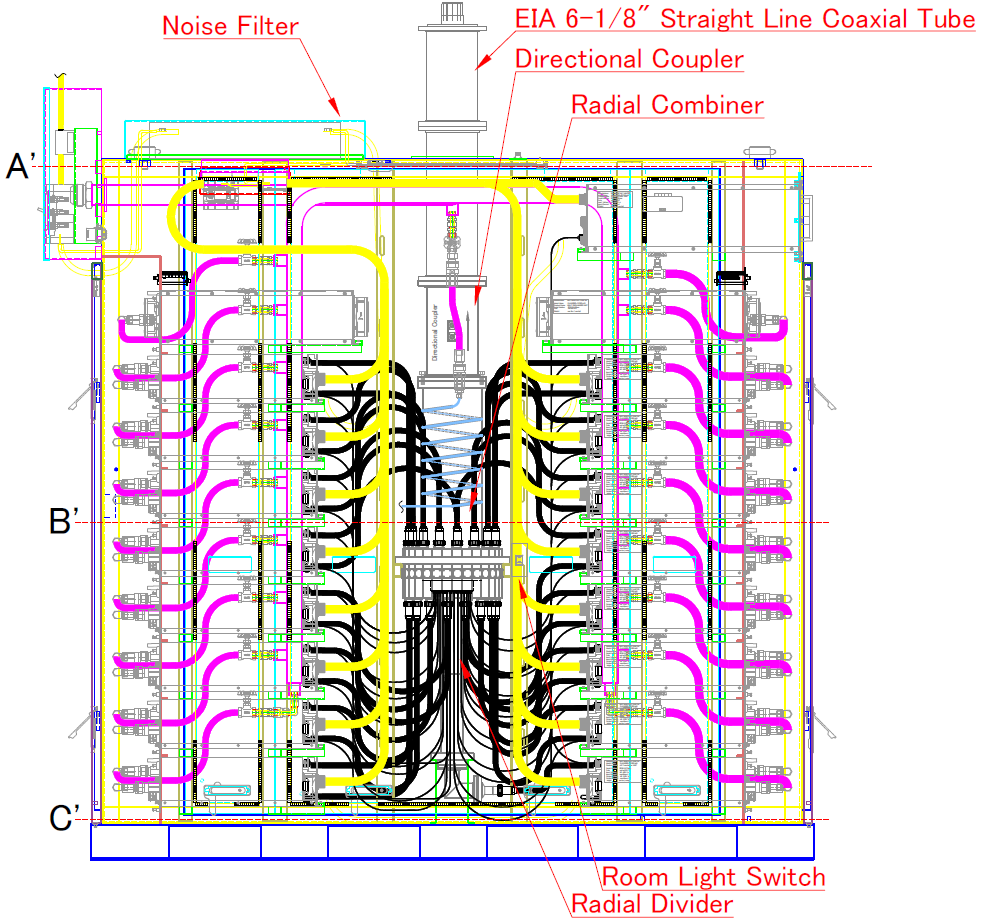 EIA 6-1/8" Straight Line Coaxial Tube
Noise Filter
Directional Coupler
Radial Combiner
A'
Directional Coupler
B'
C'
Room Light Switch
Radial Divider